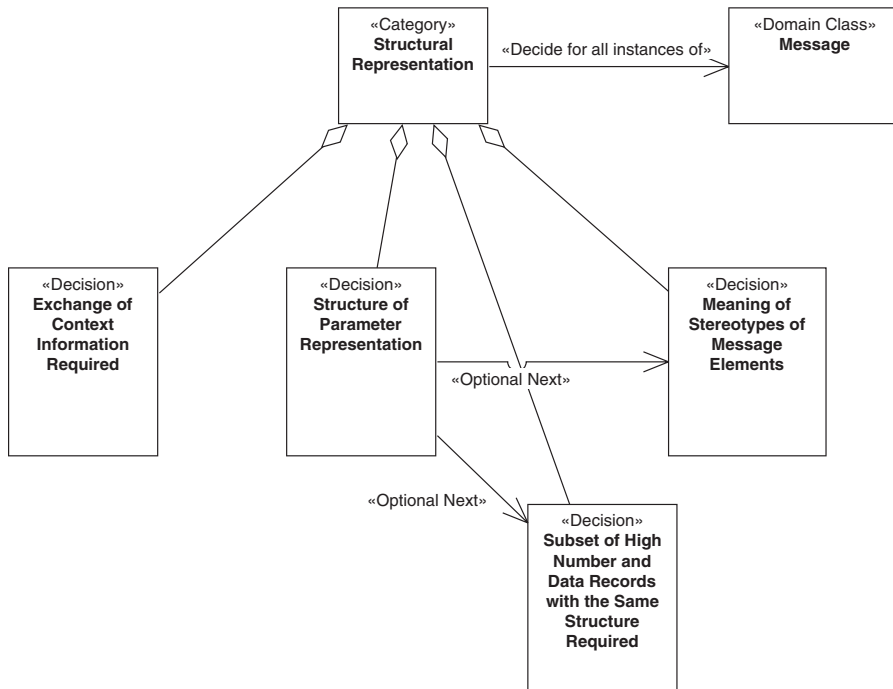 «Category»
Structural
Representation
«Decide for all instances of»
«Domain Class»
Message
«Decision»
Exchange of
Context
Information
Required
«Decision»
Structure of
Parameter
Representation
«Decision»
Meaning of
Stereotypes of
Message
Elements
«Optional Next»
«Optional Next»
«Decision»
Subset of High
Number and
Data Records
with the Same
Structure
Required